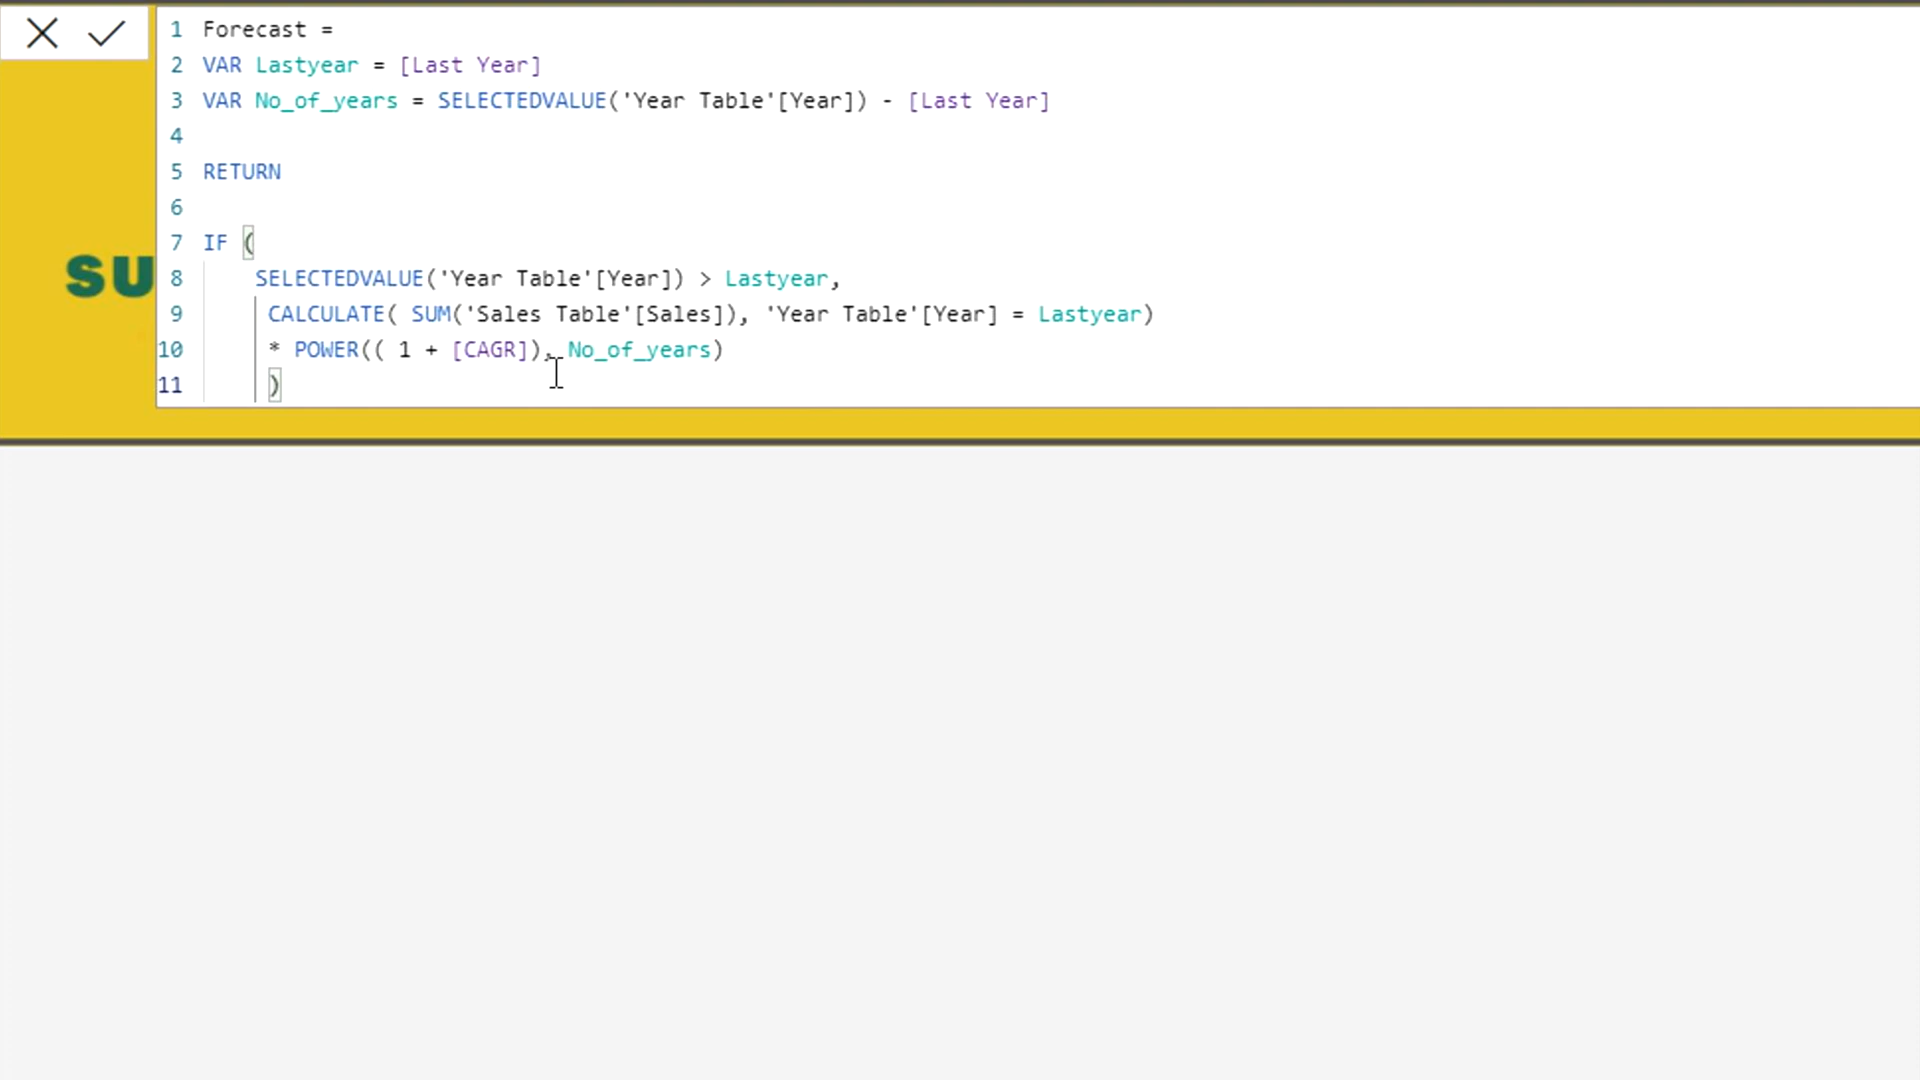 1 Forecast =
2 VAR Lastyear = [Last Year]
3 VAR No_of_years = SELECTEDVALUE('Year Table'[Year]) - [Last Year]
4
5 RETURN
6
7 IF (
8 SELECTEDVALUE('Year Table'[Year]) > Lastyear,
9 CALCULATE( SUM('Sales Table'[Sales]), 'Year Table'[Year] = Lastyear)
10 * POWER(( 1 + [CAGR]), No_of_years)
11 )
SU